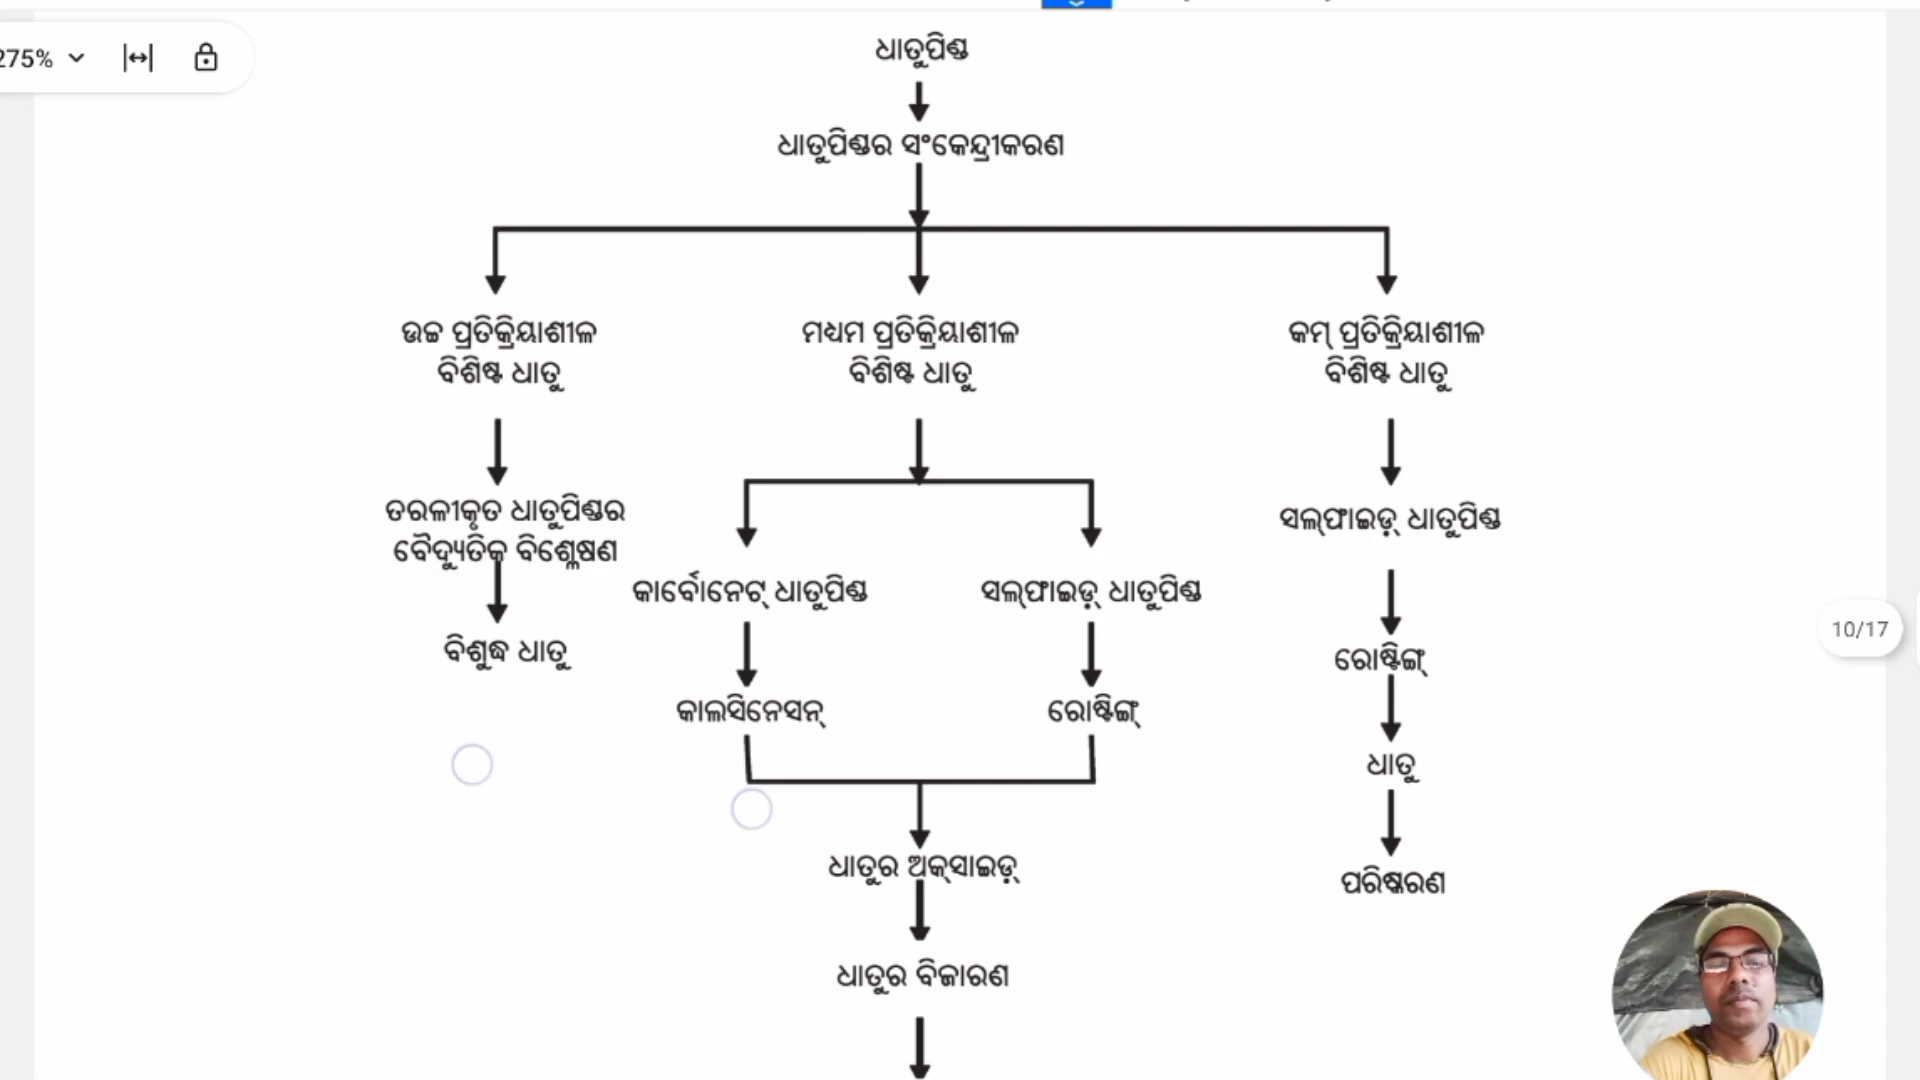 275%
ଧାତୁପିଣ୍ଡ
ଧାତୁପିଣ୍ଡର ସଂକେନ୍ଦ୍ରୀକରଣ
ଉଚ୍ଚ ପ୍ରତିକ୍ରିୟାଶୀଳ
ବିଶିଷ୍ଟ ଧାତୁ
ମଧ୍ୟମ ପ୍ରତିକ୍ରିୟାଶୀଳ
ବିଶିଷ୍ଟ ଧାତୁ
କମ୍ ପ୍ରତିକ୍ରିୟାଶୀଳ
ବିଶିଷ୍ଟ ଧାତୁ
ତରଳୀକୃତ ଧାତୁପିଣ୍ଡର
ବୈଦ୍ୟୁତିକ ବିଶ୍ଳେଷଣ
ବିଶୁଦ୍ଧ ଧାତୁ
କାର୍ବୋନେଟ୍ ଧାତୁପିଣ୍ଡ
ସଲ୍‌ଫାଇଡ଼୍ ଧାତୁପିଣ୍ଡ
ସଲ୍‌ଫାଇଡ଼୍ ଧାତୁପିଣ୍ଡ
କାଲସିନେସନ୍
ରୋଷ୍ଟିଙ୍ଗ୍
ରୋଷ୍ଟିଙ୍ଗ୍
ଧାତୁ
ପରିଷ୍କରଣ
ଧାତୁର ଅକ୍‌ସାଇଡ଼୍
ଧାତୁର ବିଜାରଣ
10/17